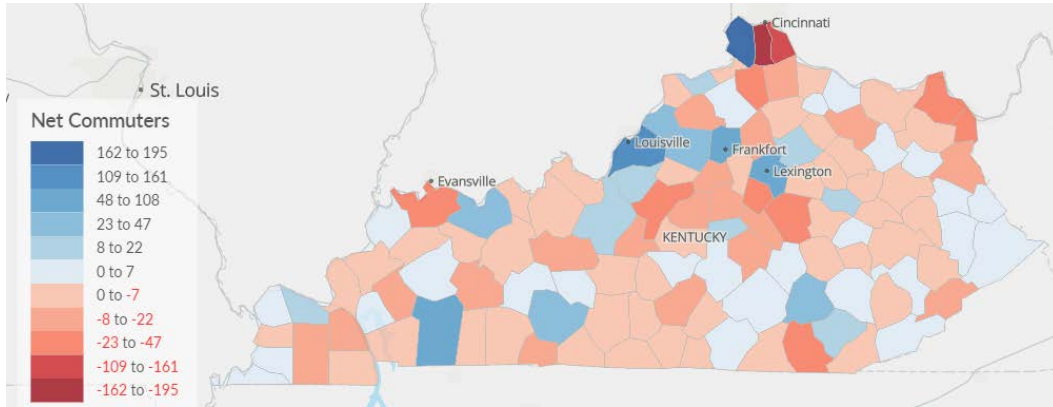 Cincinnati
St. Louis
Net Commuters
162 to 195
109 to 161
48 to 108
23 to 47
8 to 22
0 to 7
0 to -7
-8 to -22
-23 to -47
-109 to -161
-162 to -195
Louisville
Frankfort
Lexington
Evansville
KENTUCKY